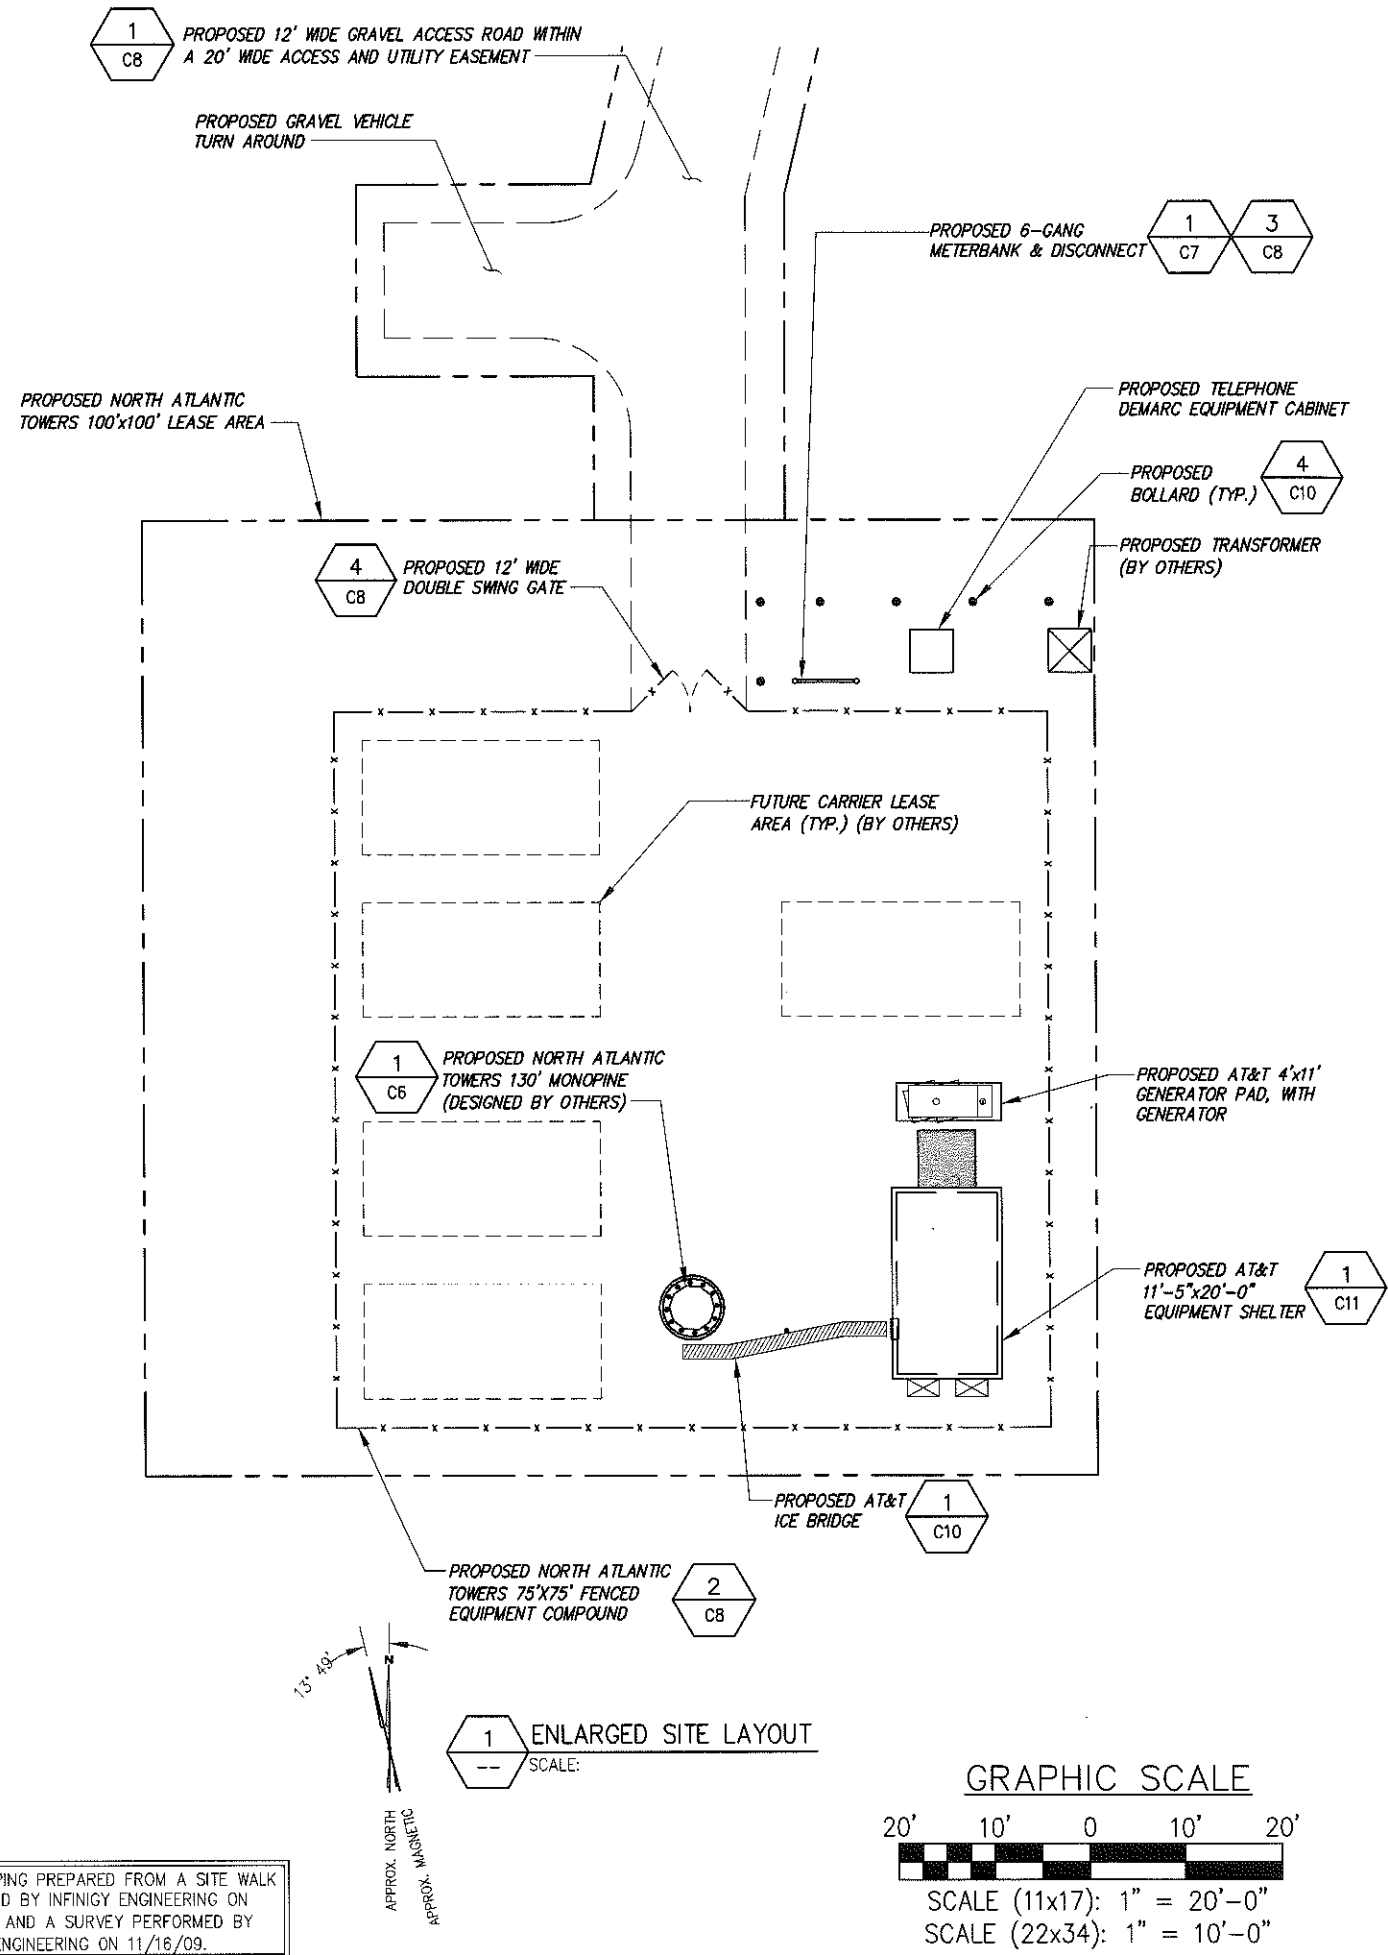 1
C8
PROPOSED 12' WIDE GRAVEL ACCESS ROAD WITHIN
A 20' WIDE ACCESS AND UTILITY EASEMENT
PROPOSED GRAVEL VEHICLE
TURN AROUND
PROPOSED 6-GANG
METERBANK & DISCONNECT
1
C7
3
C8
PROPOSED NORTH ATLANTIC
TOWERS 100'x100' LEASE AREA
PROPOSED TELEPHONE
DEMARC EQUIPMENT CABINET
PROPOSED
BOLLARD (TYP.)
4
C10
PROPOSED TRANSFORMER
(BY OTHERS)
4
C8
PROPOSED 12' WIDE
DOUBLE SWING GATE
FUTURE CARRIER LEASE
AREA (TYP.) (BY OTHERS)
1
C6
PROPOSED NORTH ATLANTIC
TOWERS 130' MONOPINE
(DESIGNED BY OTHERS)
PROPOSED AT&T 4'x11'
GENERATOR PAD, WITH
GENERATOR
PROPOSED AT&T
11'-5"x20'-0"
EQUIPMENT SHELTER
1
C11
PROPOSED AT&T
ICE BRIDGE
1
C10
PROPOSED NORTH ATLANTIC
TOWERS 75'X75' FENCED
EQUIPMENT COMPOUND
2
C8
13° 49'
N
APPROX. NORTH
APPROX. MAGNETIC
1
--
ENLARGED SITE LAYOUT
SCALE:
GRAPHIC SCALE
20' 10' 0 10' 20'
SCALE (11x17): 1" = 20'-0"
SCALE (22x34): 1" = 10'-0"
PING PREPARED FROM A SITE WALK
D BY INFINIGY ENGINEERING ON
AND A SURVEY PERFORMED BY
ENGINEERING ON 11/16/09.